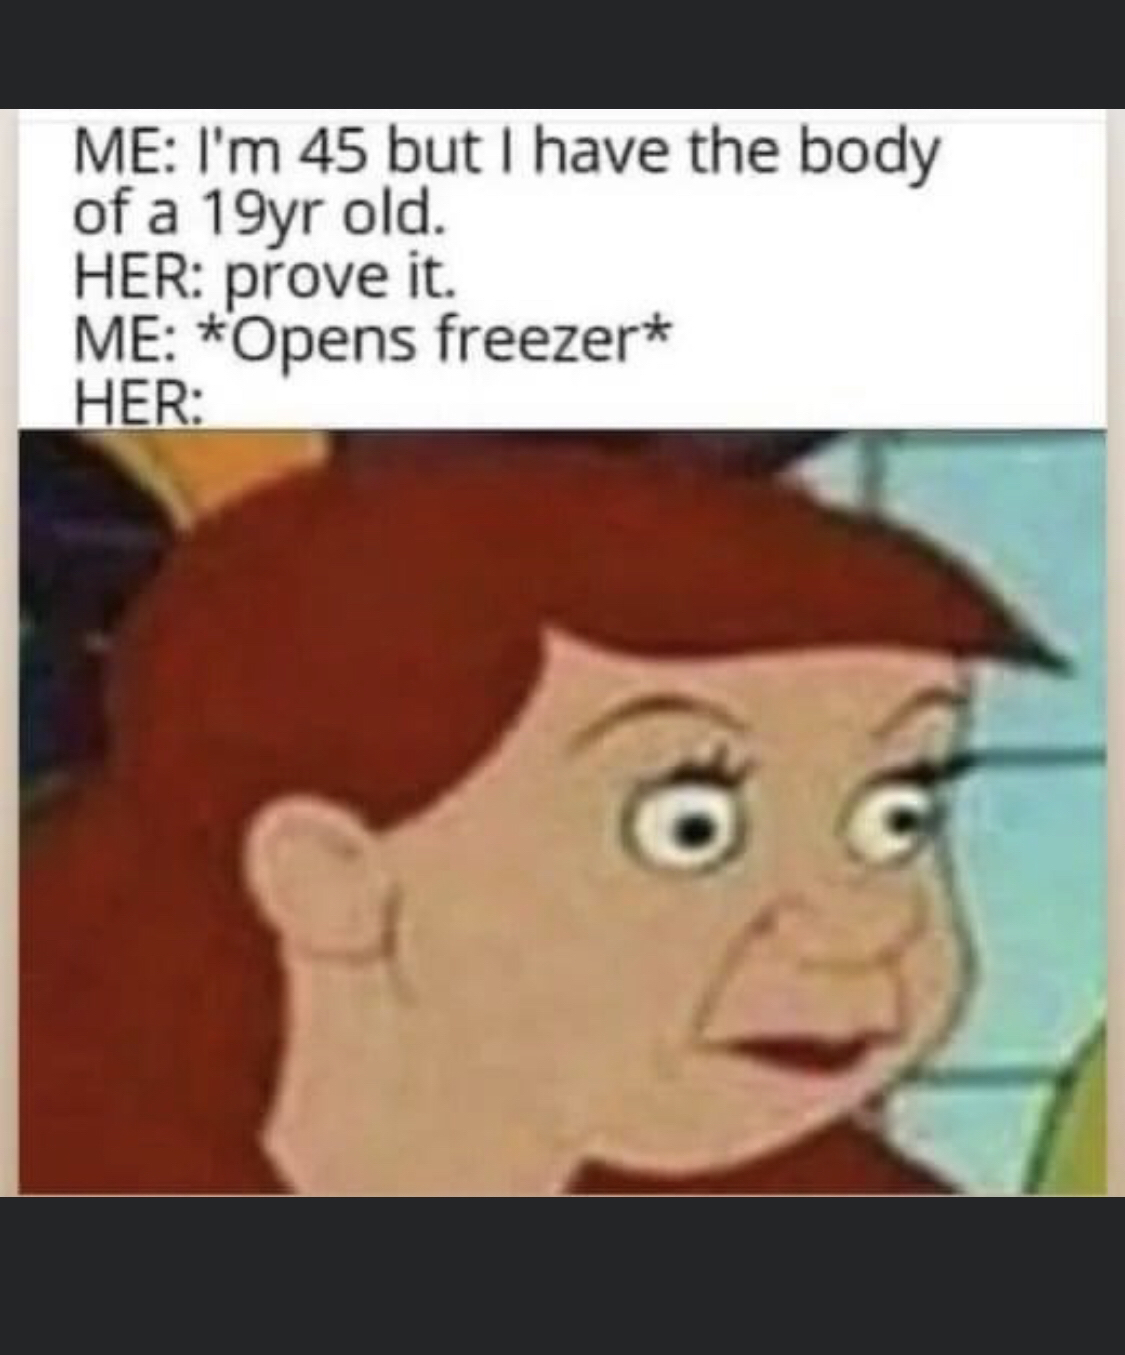 ME: I'm 45 but I have the body
of a 19yr old.
HER: prove it.
ME: *Opens freezer*
HER: